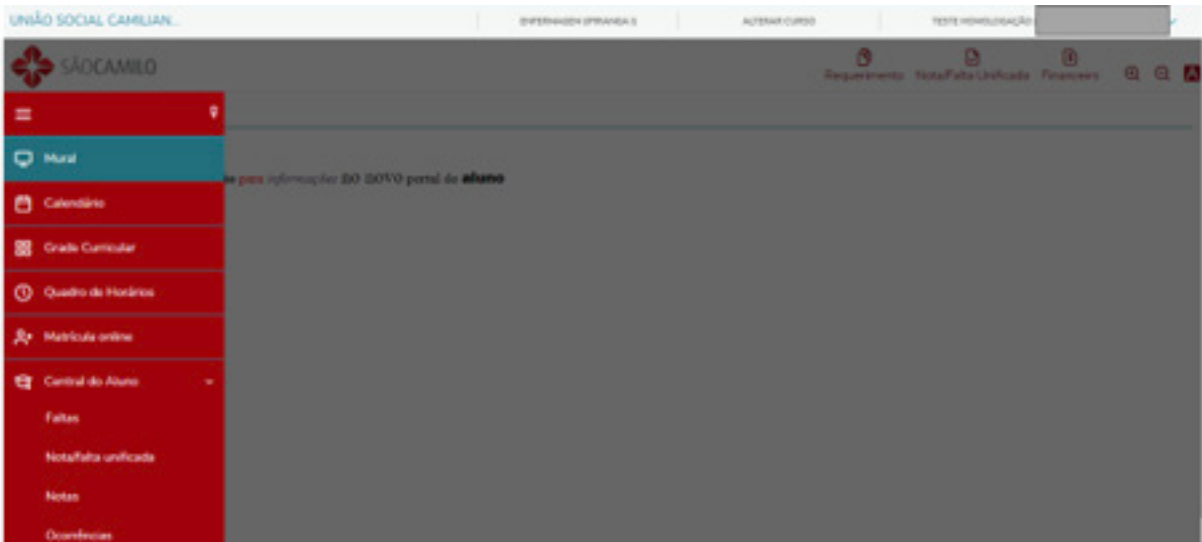 UNIÃO SOCIAL CAMILIAN...
ENFERMAGEM IPIRANGA
ALTERAR CURSO
TESTE HOMOLOGAÇÃO
SÃOCAMILO
Requerimento
Nota/Falta Unificada
Financeiro
A
Mural
para informações no novo portal do aluno
Calendário
Grade Curricular
Quadro de Horários
Matrícula online
Central do Aluno
Faltas
Nota/falta unificada
Notas
Ocorrências